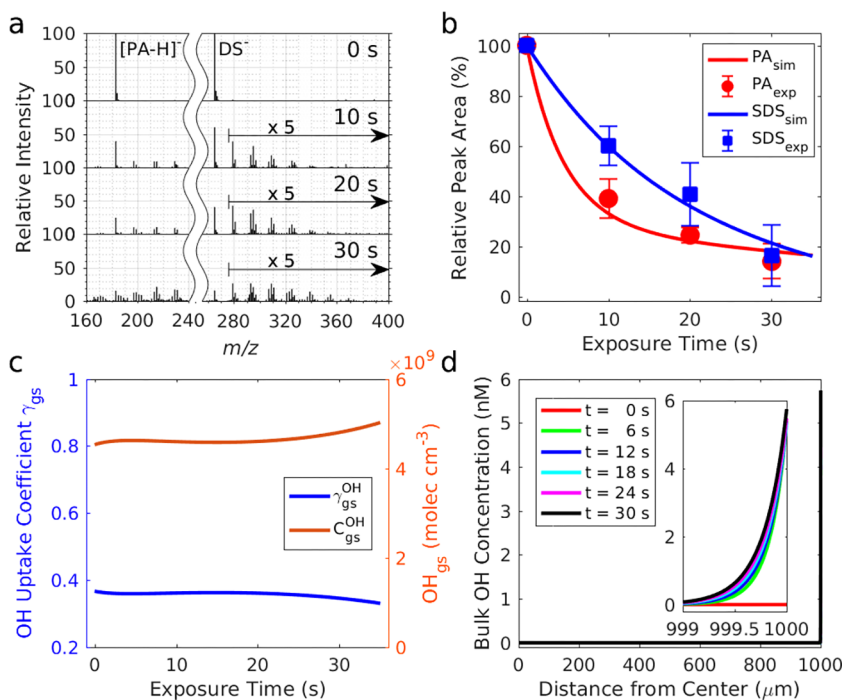 a
Relative Intensity
100
50
100
50
100
50
100
50
0
[PA-H]⁻
DS⁻
0 s
10 s
x 5
20 s
x 5
30 s
x 5
160 200 240 280 320 360 400
m/z
b
Relative Peak Area (%)
100
80
60
40
20
0
PAsim
PAexp
SDSsim
SDSexp
0 10 20 30
Exposure Time (s)
c
OH Uptake Coefficient γgs
1
0.8
0.6
0.4
0.2
×10⁹
6
4
2
0
OHgs (molec cm⁻³)
γgs^OH
Cgs^OH
0 10 20 30
Exposure Time (s)
d
Bulk OH Concentration (nM)
6
5
4
3
2
1
0
t = 0 s
t = 6 s
t = 12 s
t = 18 s
t = 24 s
t = 30 s
6
4
2
0
999 999.5 1000
0 200 400 600 800 1000
Distance from Center (μm)